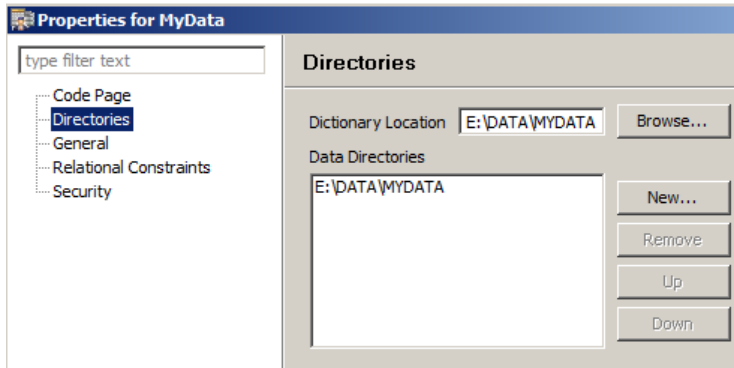 Properties for MyData
type filter text
Code Page
Directories
General
Relational Constraints
Security
Directories
Dictionary Location E:\DATA\MYDATA Browse...
Data Directories
E:\DATA\MYDATA
New...
Remove
Up
Down